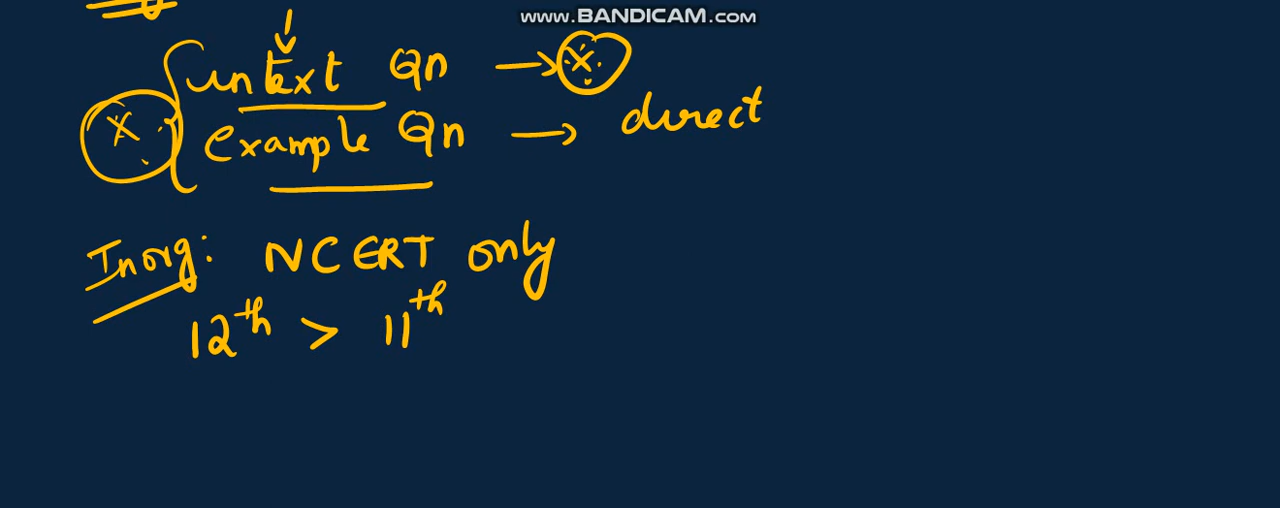 www.BANDICAM.com
intext Qn → X
X { example Qn → direct
Inorg: NCERT only
12th > 11th